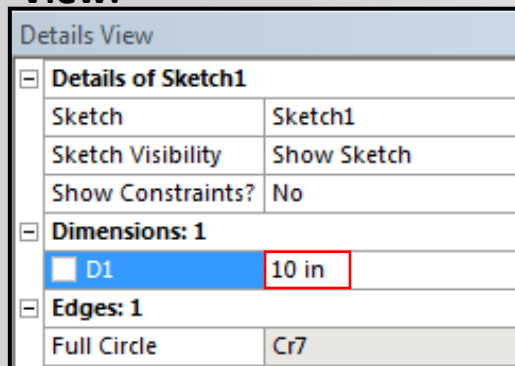 view:
Details View
Details of Sketch1
Sketch Sketch1
Sketch Visibility Show Sketch
Show Constraints? No
Dimensions: 1
D1 10 in
Edges: 1
Full Circle Cr7